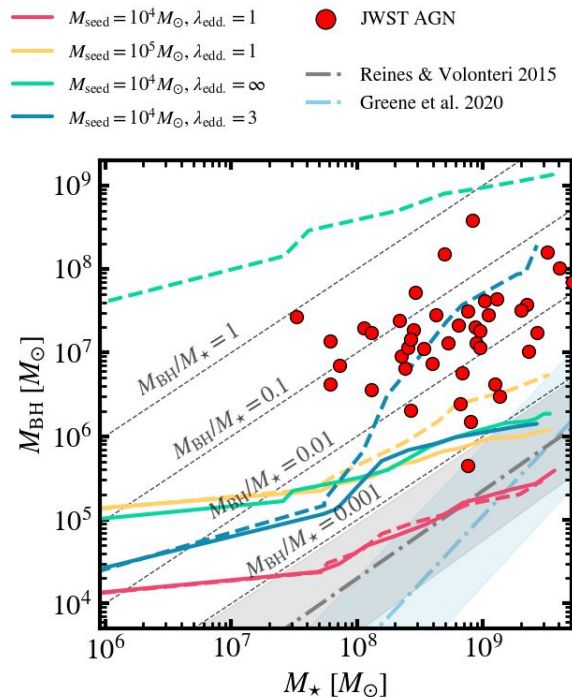 M_seed = 10^4 M_⊙, λ_edd. = 1
M_seed = 10^5 M_⊙, λ_edd. = 1
M_seed = 10^4 M_⊙, λ_edd. = ∞
M_seed = 10^4 M_⊙, λ_edd. = 3
JWST AGN
Reines & Volonteri 2015
Greene et al. 2020
M_BH [M_⊙]
10^9
10^8
10^7
10^6
10^5
10^4
M_BH/M_⋆ = 1
M_BH/M_⋆ = 0.1
M_BH/M_⋆ = 0.01
M_BH/M_⋆ = 0.001
10^6
10^7
10^8
10^9
M_⋆ [M_⊙]